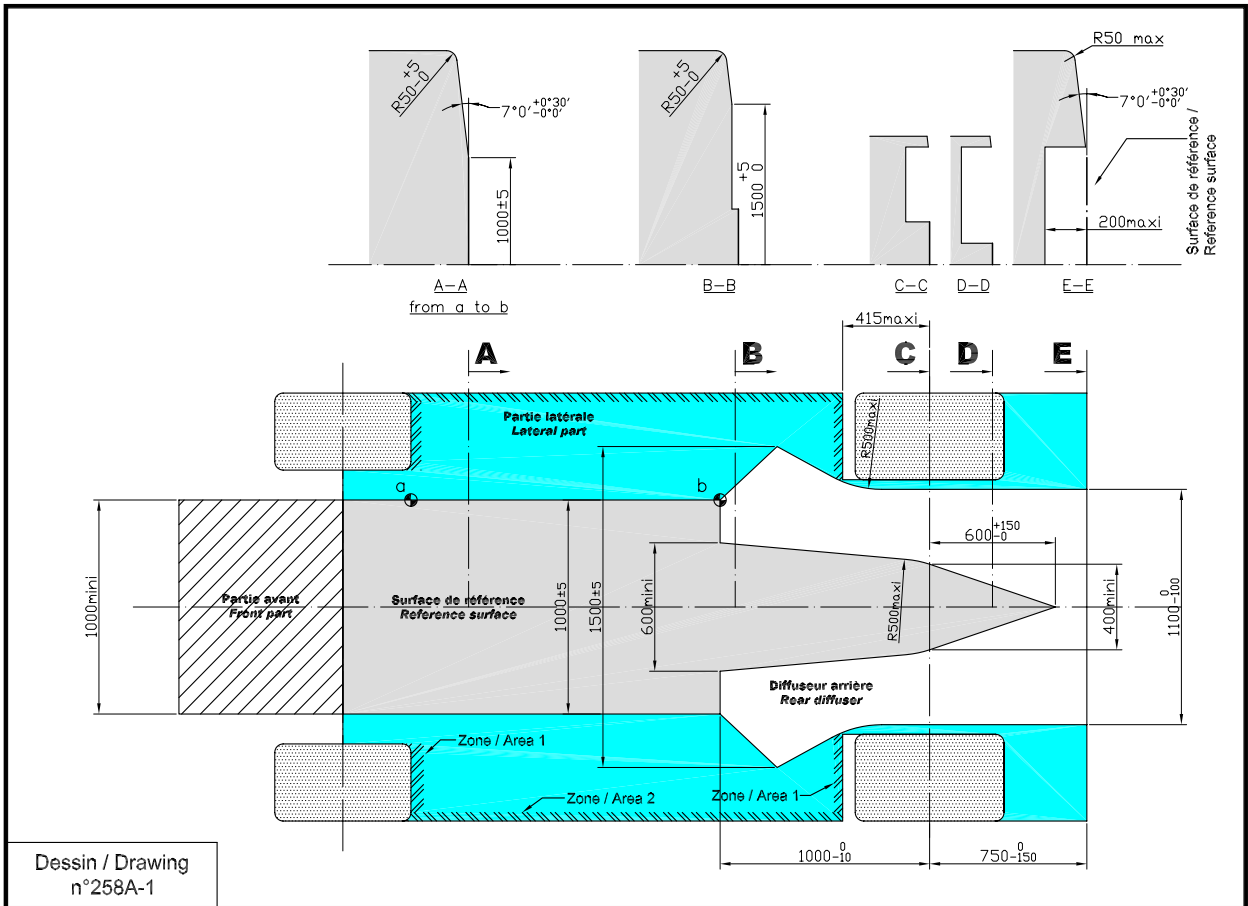 R50 max
+5
R50-0
7°0'+0°30'
-0°0'
1000±5
+5
R50-0
+5
1500 0
7°0'+0°30'
-0°0'
200maxi
Surface de référence /
Reference surface
A-A
from a to b
B-B
C-C
D-D
E-E
415maxi
A
B
C
D
E
Partie latérale
Lateral part
R500maxi
a
b
1000mini
Partie avant
Front part
Surface de référence
Reference surface
1000±5
1500±5
600mini
R500maxi
600+150
-0
400mini
0
1100-100
Diffuseur arrière
Rear diffuser
Zone / Area 1
Zone / Area 2
Zone / Area 1
0
1000-10
0
750-150
Dessin / Drawing
n°258A-1